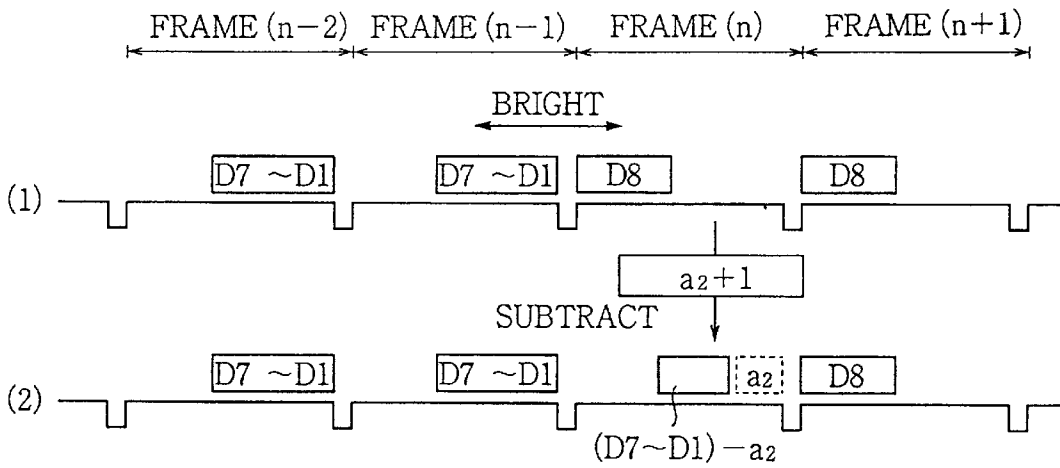 FRAME (n-2) FRAME (n-1) FRAME (n) FRAME (n+1)
BRIGHT
(1) D7 ~D1 D7 ~D1 D8 D8
a₂+1
SUBTRACT
(2) D7 ~D1 D7 ~D1 a₂ D8
(D7~D1)-a₂